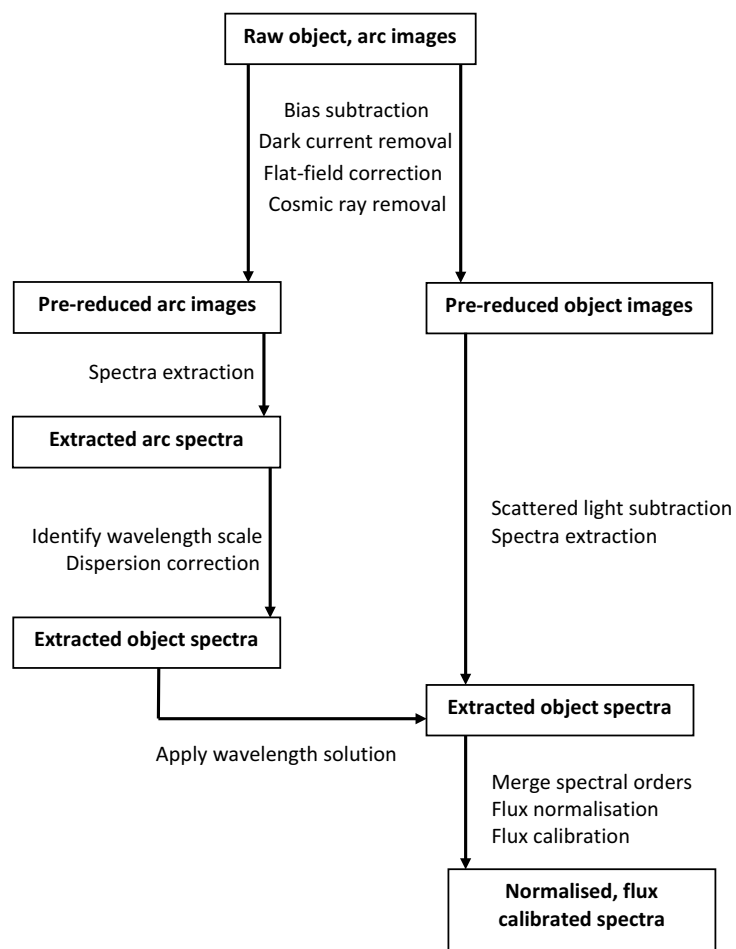 Raw object, arc images
Bias subtraction
Dark current removal
Flat-field correction
Cosmic ray removal
Pre-reduced arc images
Pre-reduced object images
Spectra extraction
Extracted arc spectra
Identify wavelength scale
Dispersion correction
Scattered light subtraction
Spectra extraction
Extracted object spectra
Extracted object spectra
Apply wavelength solution
Merge spectral orders
Flux normalisation
Flux calibration
Normalised, flux
calibrated spectra